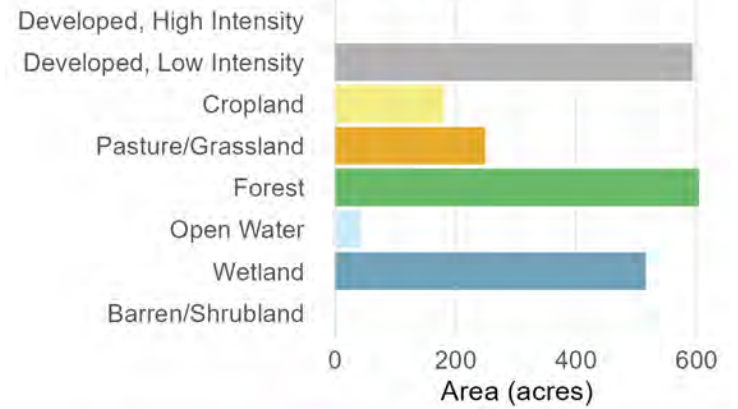 Developed, High Intensity
Developed, Low Intensity
Cropland
Pasture/Grassland
Forest
Open Water
Wetland
Barren/Shrubland
0 200 400 600
Area (acres)